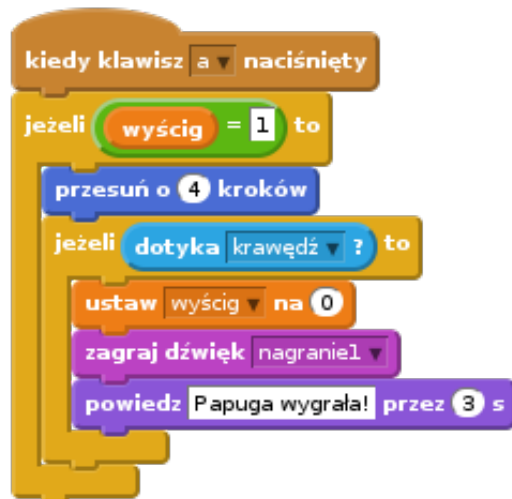 kiedy klawisz a naciśnięty
jeżeli wyścig = 1 to
przesuń o 4 kroków
jeżeli dotyka krawędź ? to
ustaw wyścig na 0
zagraj dźwięk nagranie1
powiedz Papuga wygrała! przez 3 s